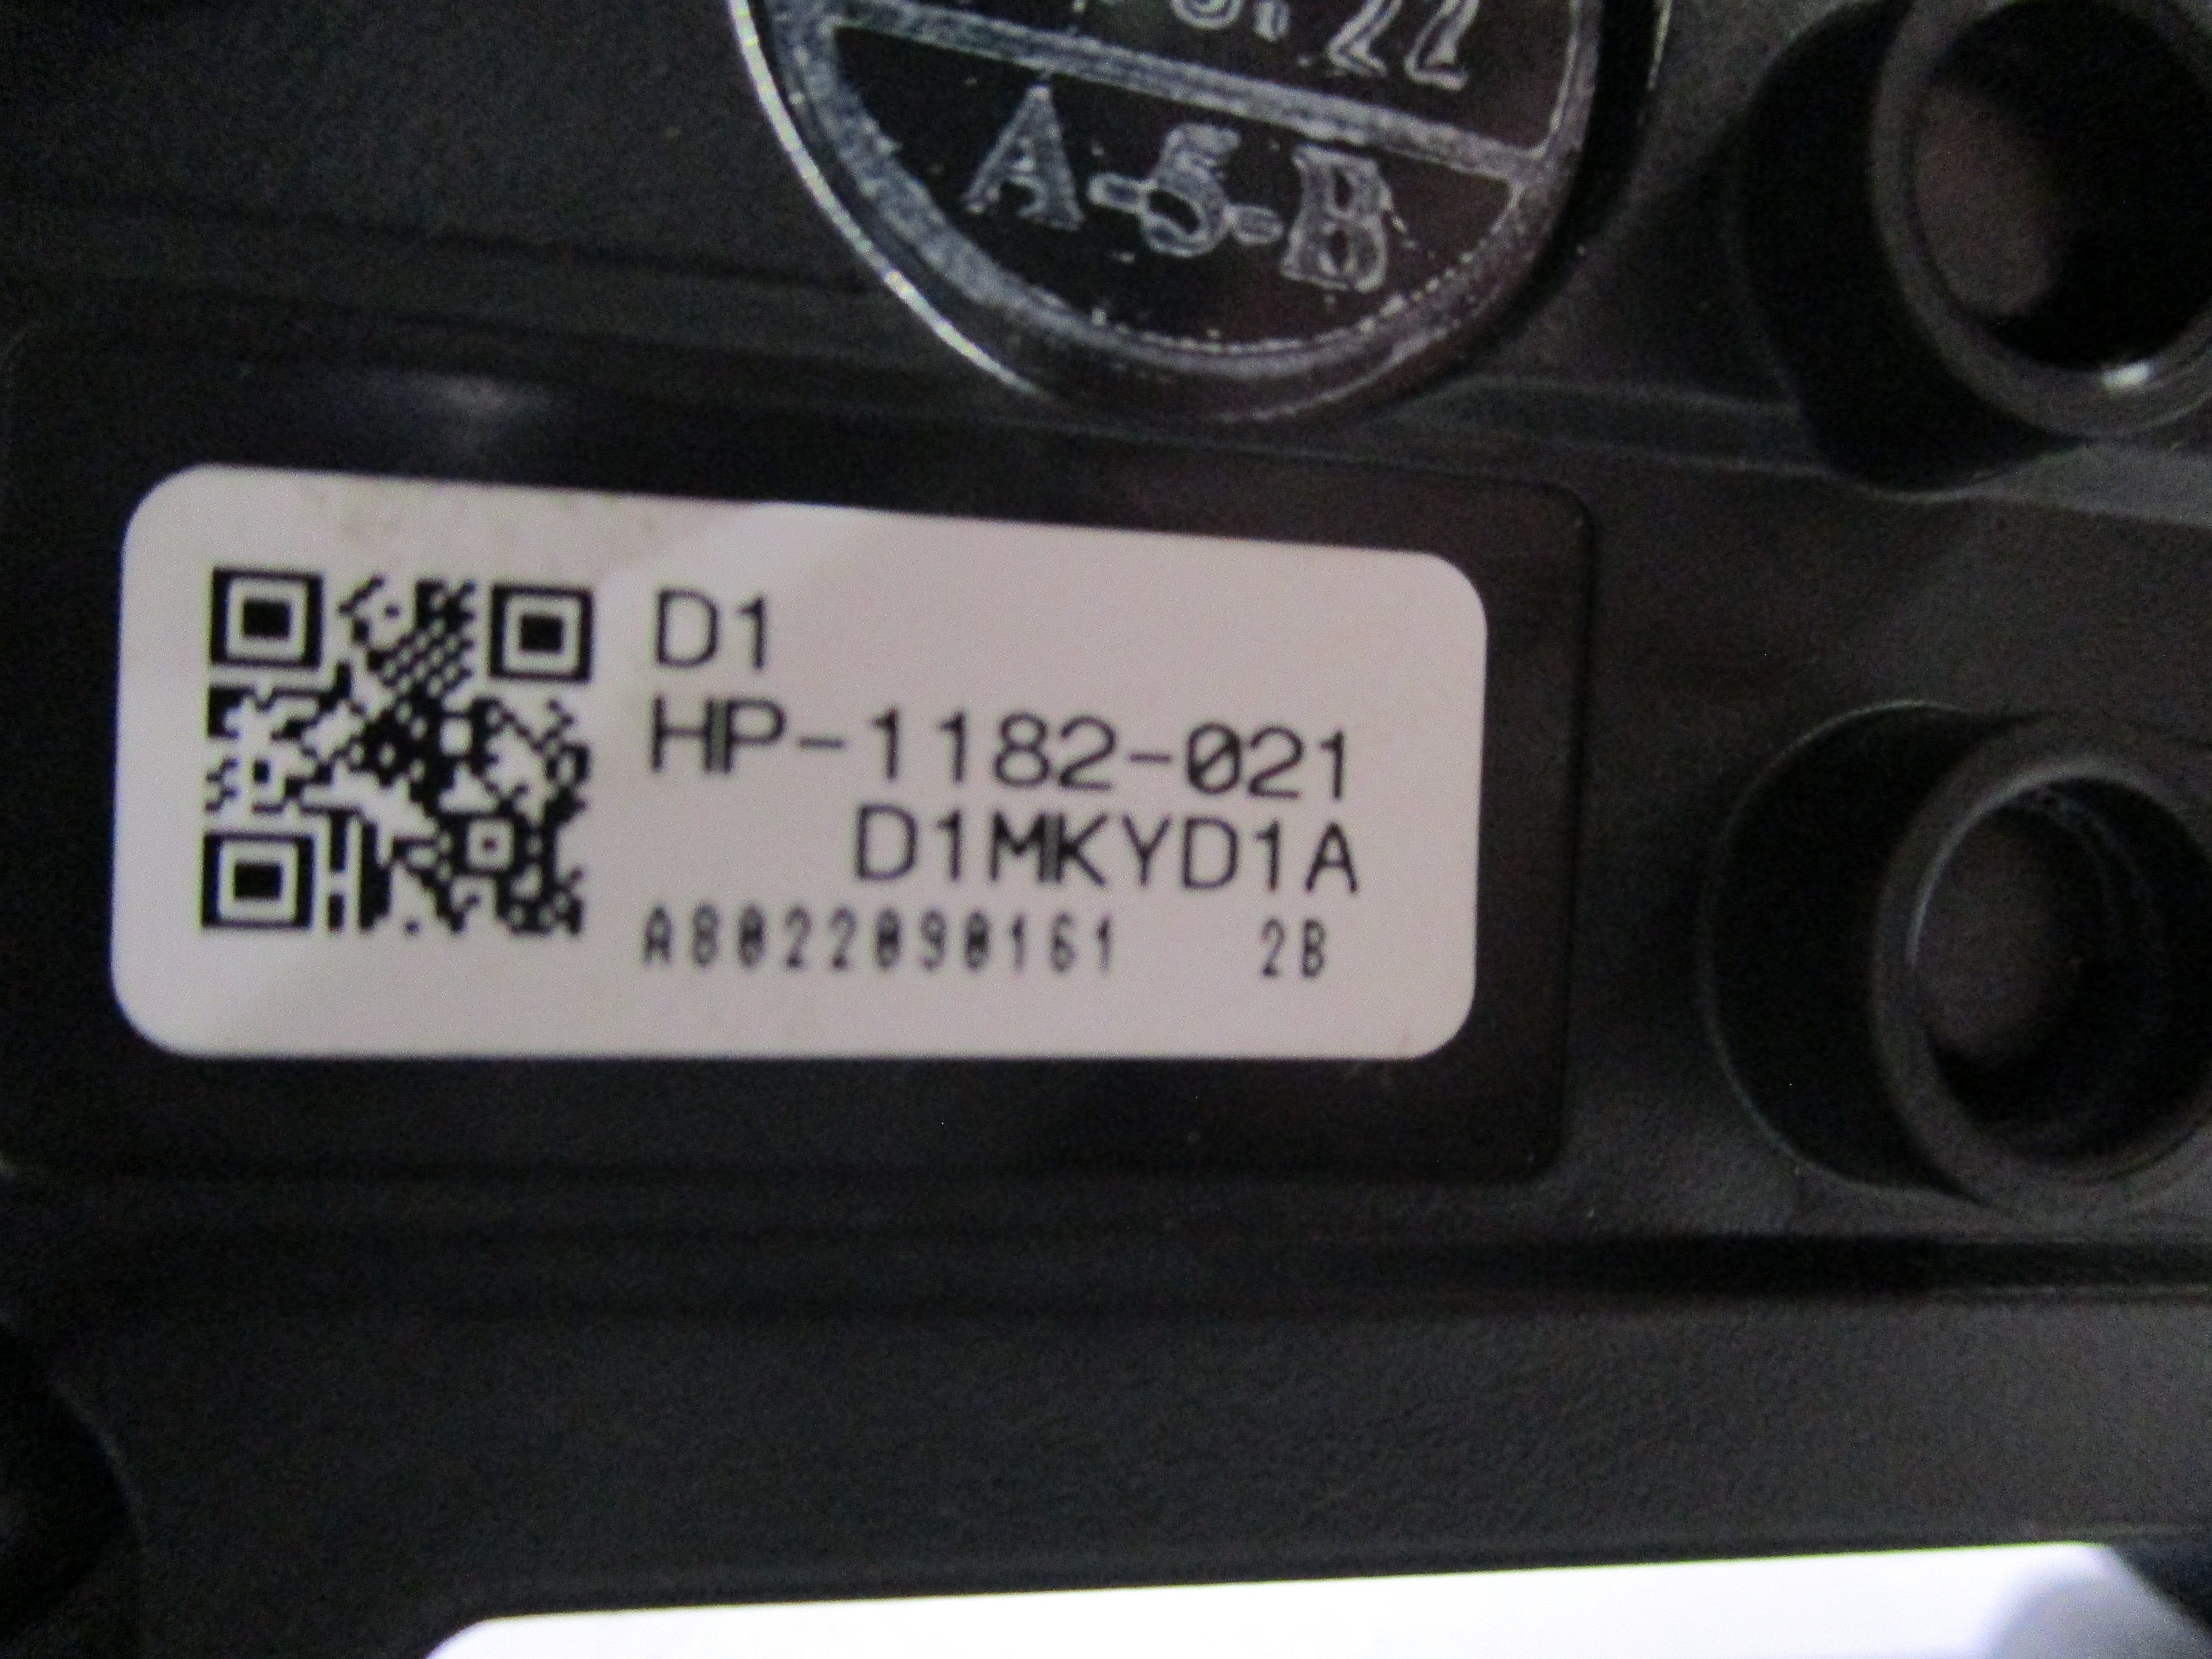 A-5-B
D1
HP-1182-021
D1MKYD1A
A8022090161 2B